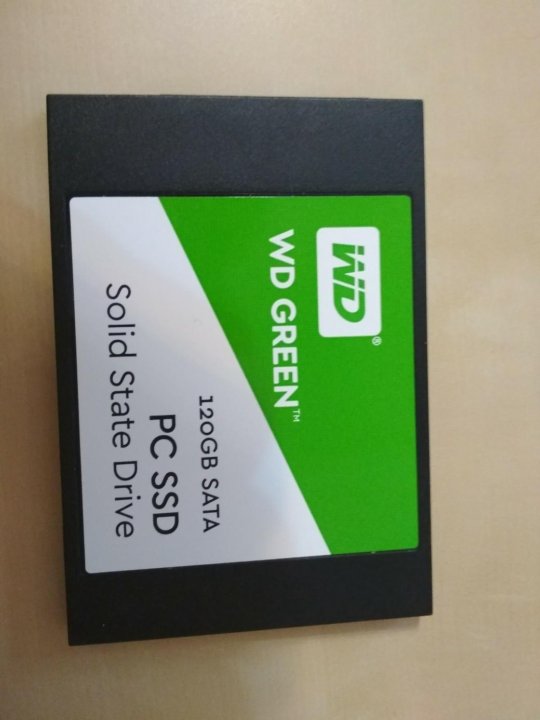 WD®
WD GREEN™
120GB SATA
PC SSD
Solid State Drive